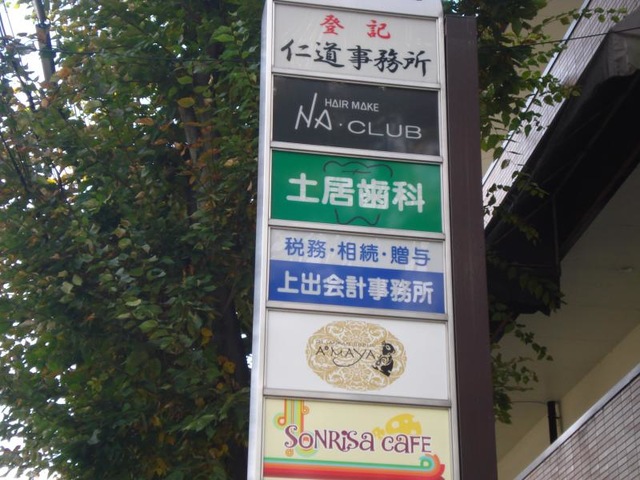 登記
仁道事務所
HAIR MAKE
NA・CLUB
土居歯科
税務・相続・贈与
上出会計事務所
A*MAYA
SONRiSa CaFE